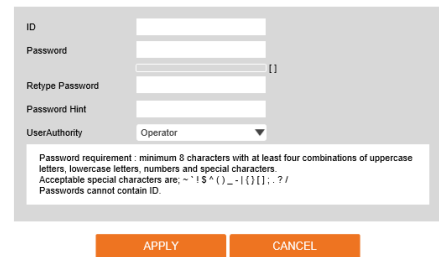 ID
Password
[ ]
Retype Password
Password Hint
UserAuthority Operator
Password requirement : minimum 8 characters with at least four combinations of uppercase
letters, lowercase letters, numbers and special characters.
Acceptable special characters are; ~ ` ! $ ^ ( ) _ - | { } [ ] ; . ? /
Passwords cannot contain ID.
APPLY CANCEL